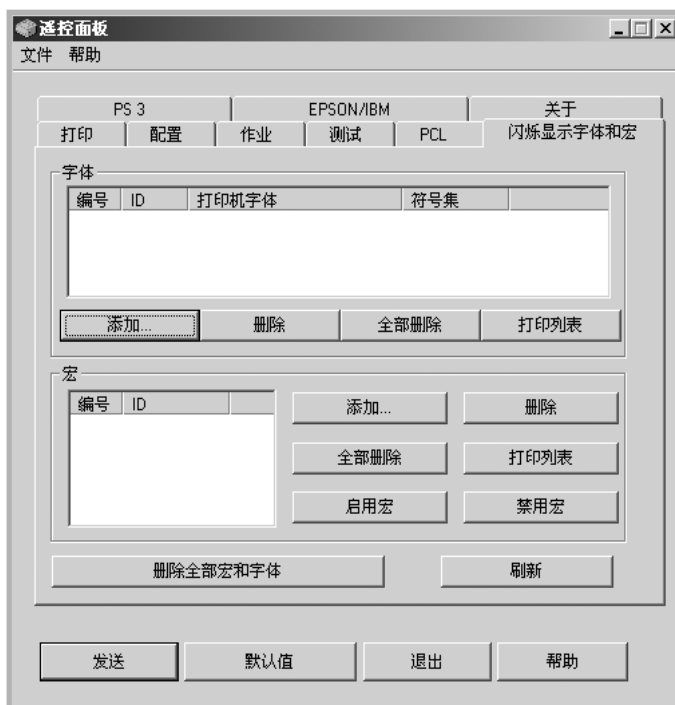 遥控面板
文件 帮助
PS 3 EPSON/IBM 关于
打印 配置 作业 测试 PCL 闪烁显示字体和宏
字体
编号 ID 打印机字体 符号集
添加... 删除 全部删除 打印列表
宏
编号 ID
添加... 删除
全部删除 打印列表
启用宏 禁用宏
删除全部宏和字体 刷新
发送 默认值 退出 帮助